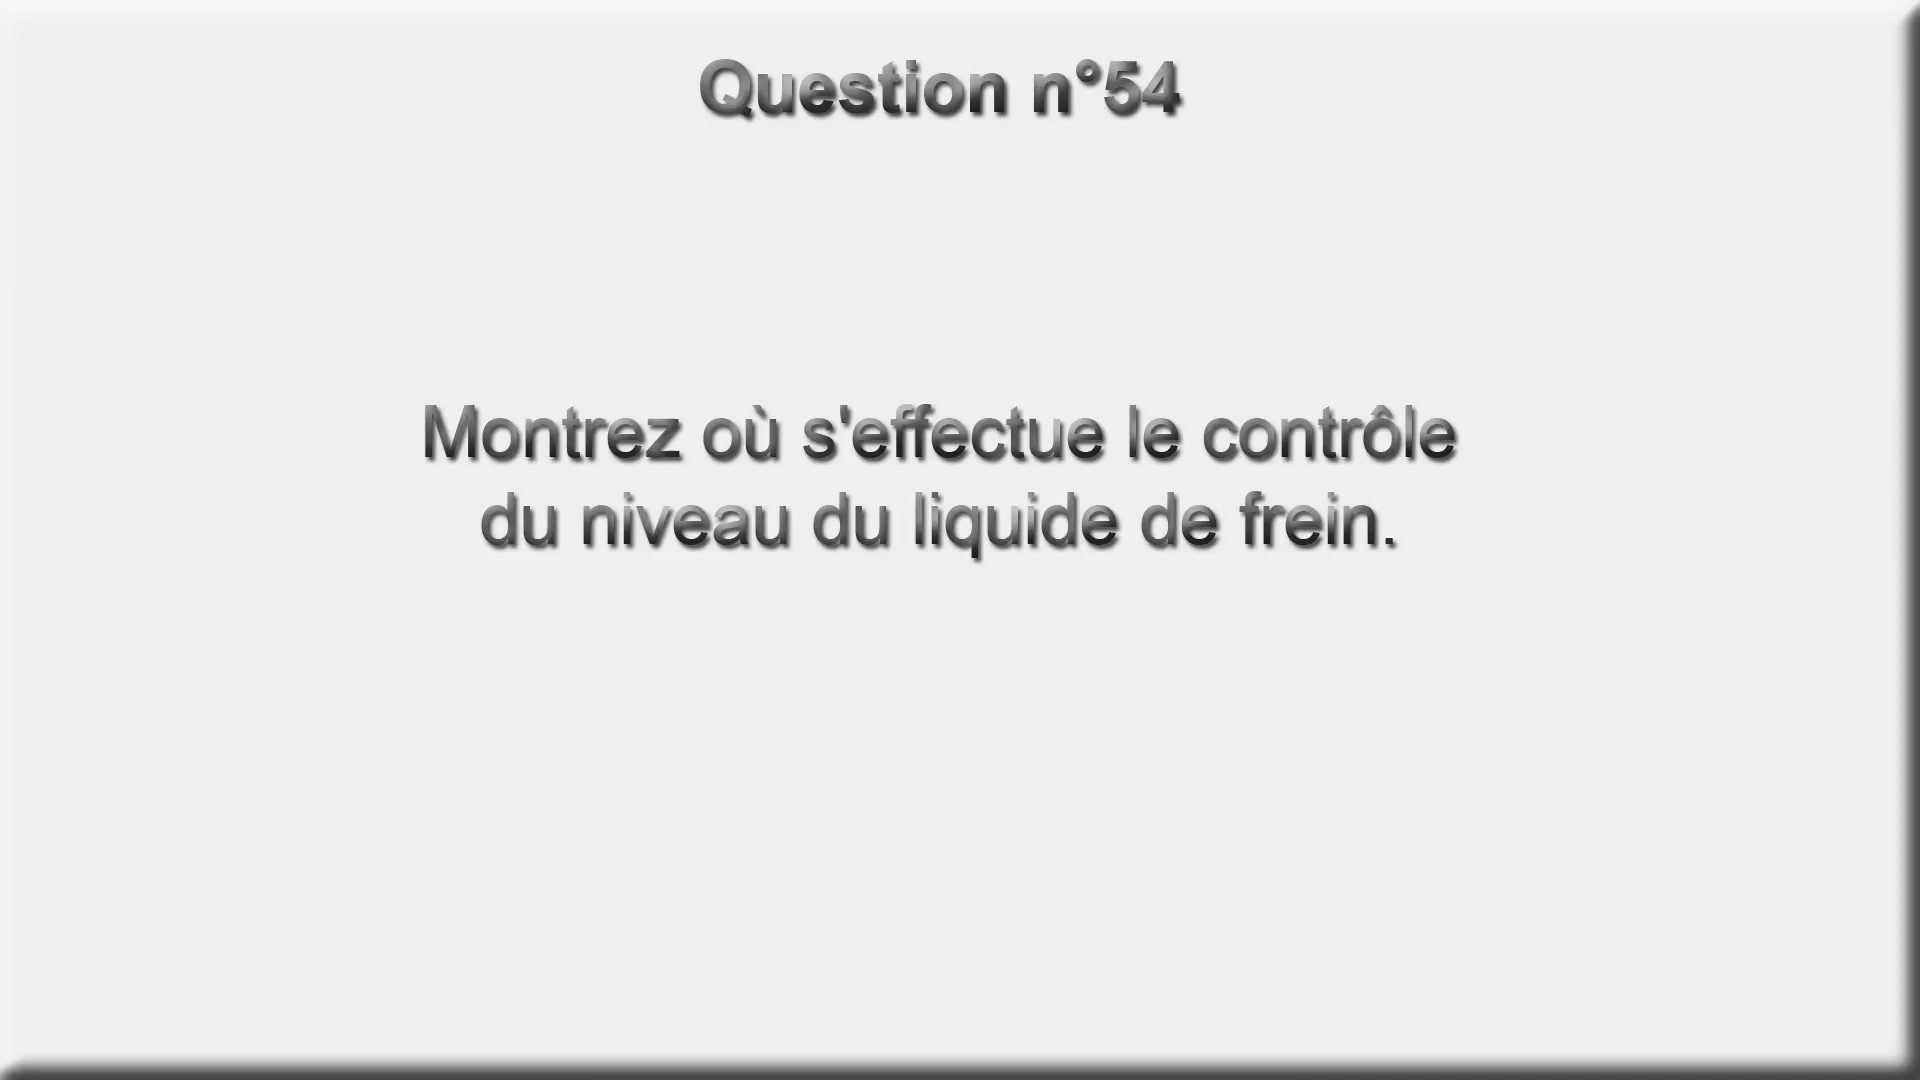 Question n°54
Montrez où s'effectue le contrôle
du niveau du liquide de frein.